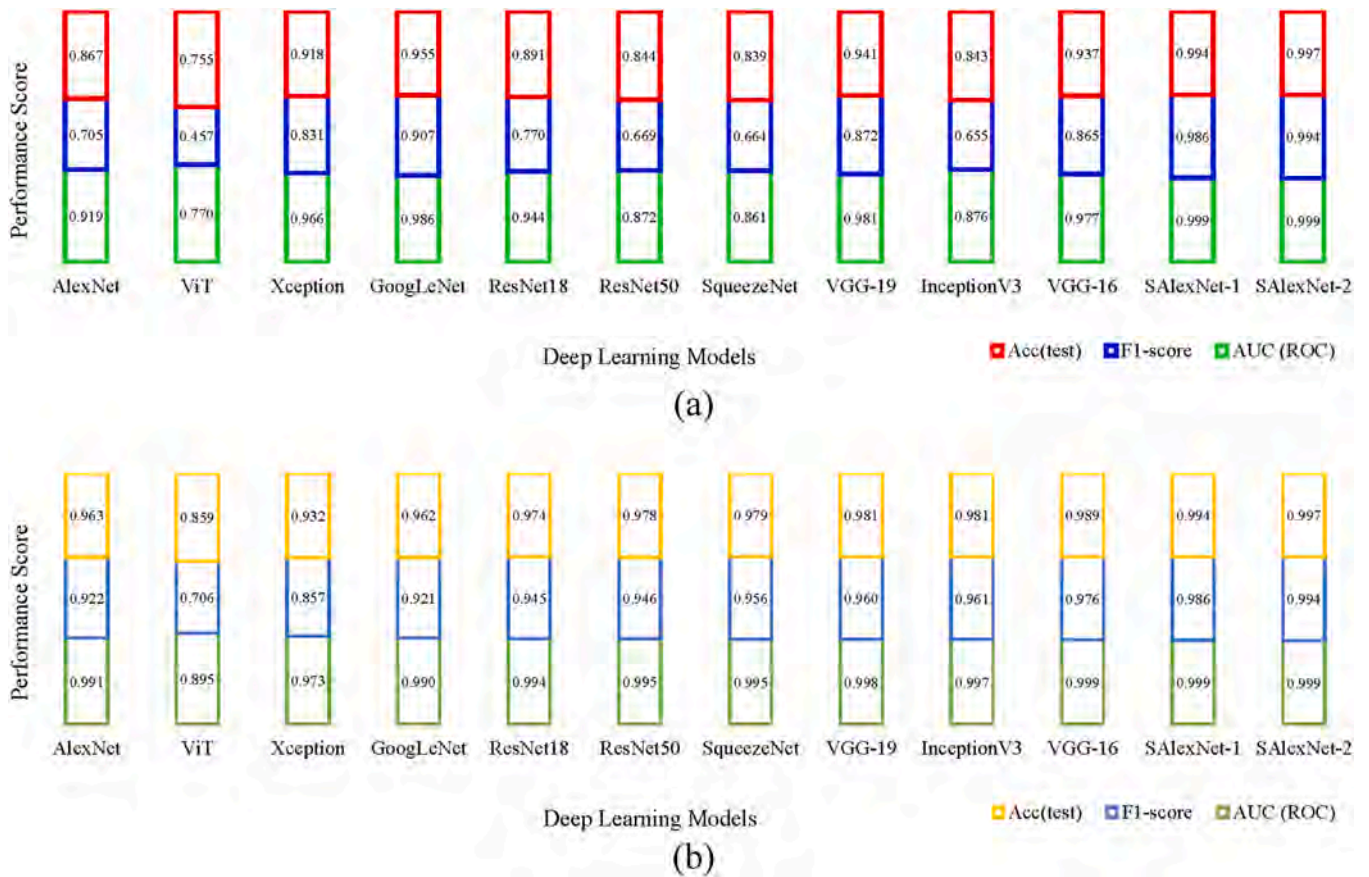 0.867 0.755 0.918 0.955 0.891 0.844 0.839 0.941 0.843 0.937 0.994 0.997
Performance Score
0.705 0.457 0.831 0.907 0.770 0.669 0.664 0.872 0.655 0.865 0.986 0.994
0.919 0.770 0.966 0.986 0.944 0.872 0.861 0.981 0.876 0.977 0.999 0.999
AlexNet ViT Xception GoogLeNet ResNet18 ResNet50 SqueezeNet VGG-19 InceptionV3 VGG-16 SAlexNet-1 SAlexNet-2
Deep Learning Models
Acc(test) F1-score AUC (ROC)
(a)
0.963 0.859 0.932 0.962 0.974 0.978 0.979 0.981 0.981 0.989 0.994 0.997
Performance Score
0.922 0.706 0.857 0.921 0.945 0.946 0.956 0.960 0.961 0.976 0.986 0.994
0.991 0.895 0.973 0.990 0.994 0.995 0.995 0.998 0.997 0.999 0.999 0.999
AlexNet ViT Xception GoogLeNet ResNet18 ResNet50 SqueezeNet VGG-19 InceptionV3 VGG-16 SAlexNet-1 SAlexNet-2
Deep Learning Models
Acc(test) F1-score AUC (ROC)
(b)